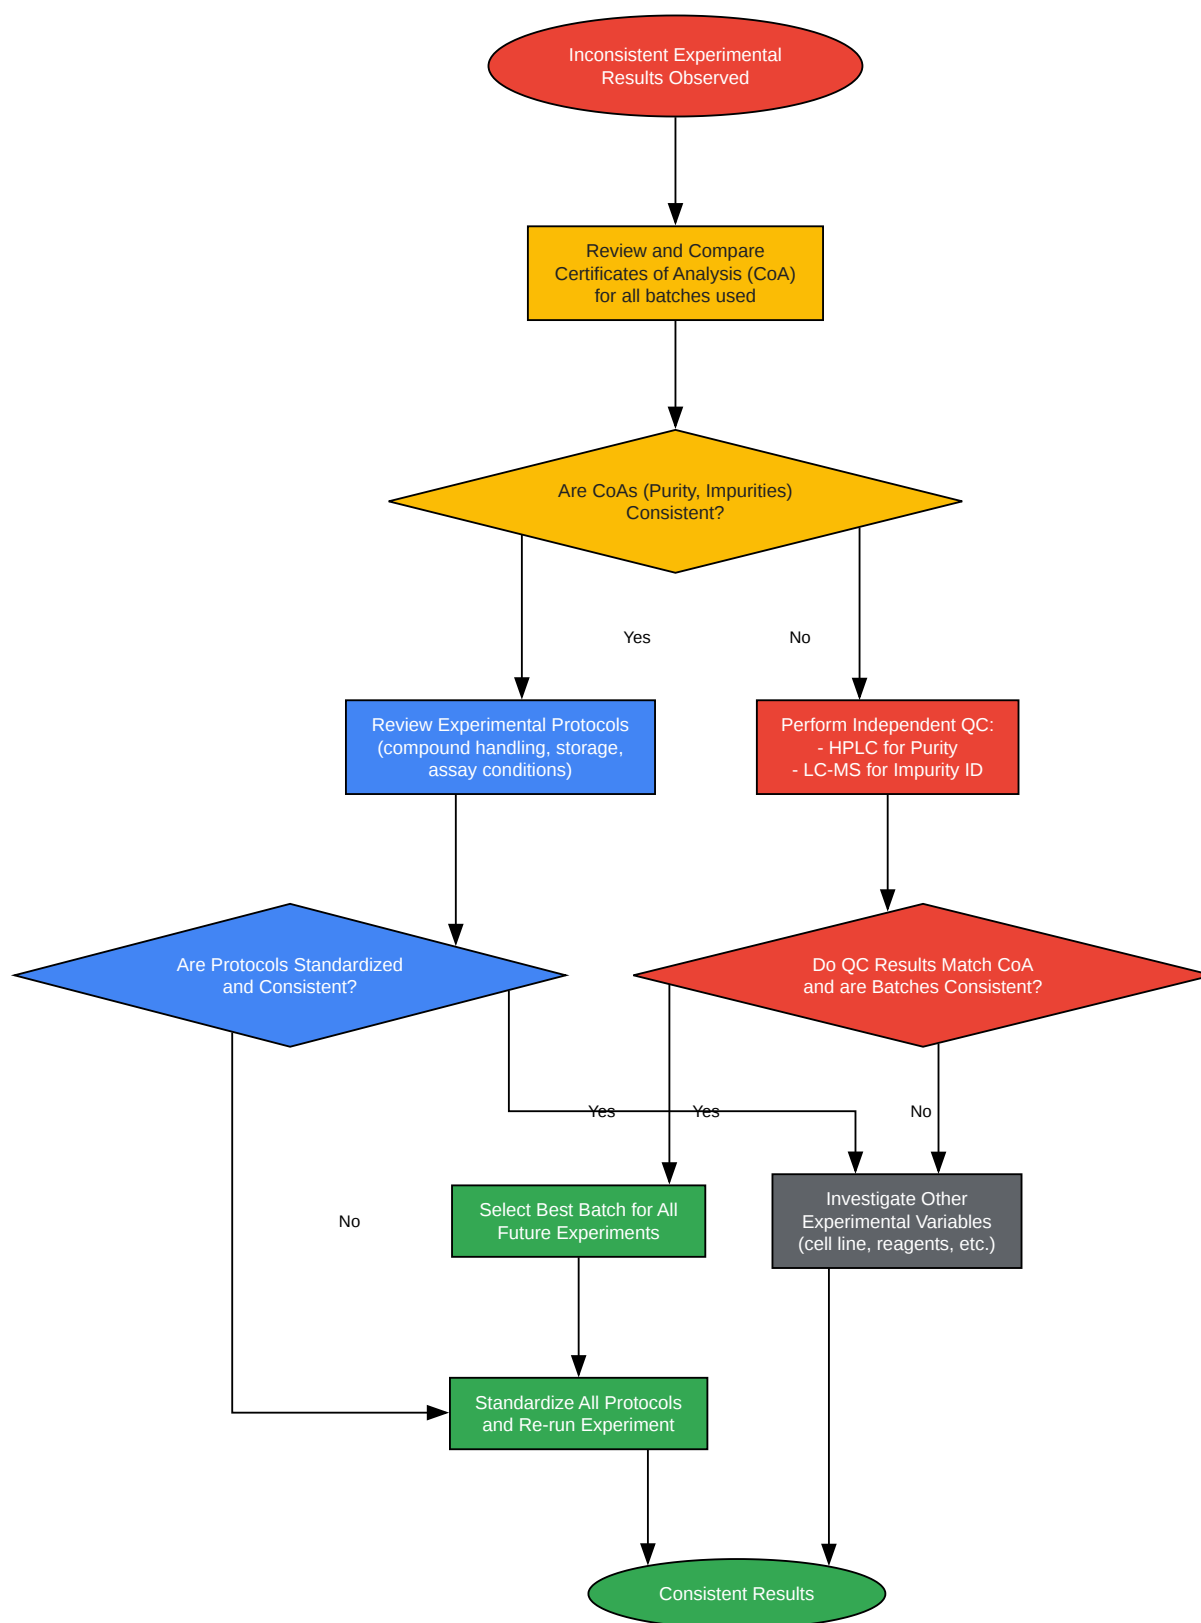 Inconsistent Experimental
Results Observed
Review and Compare
Certificates of Analysis (CoA)
for all batches used
Are CoAs (Purity, Impurities)
Consistent?
Yes
No
Review Experimental Protocols
(compound handling, storage,
assay conditions)
Perform Independent QC:
- HPLC for Purity
- LC-MS for Impurity ID
Are Protocols Standardized
and Consistent?
Do QC Results Match CoA
and are Batches Consistent?
Yes
Yes
No
Select Best Batch for All
Future Experiments
Investigate Other
Experimental Variables
(cell line, reagents, etc.)
No
Standardize All Protocols
and Re-run Experiment
Consistent Results